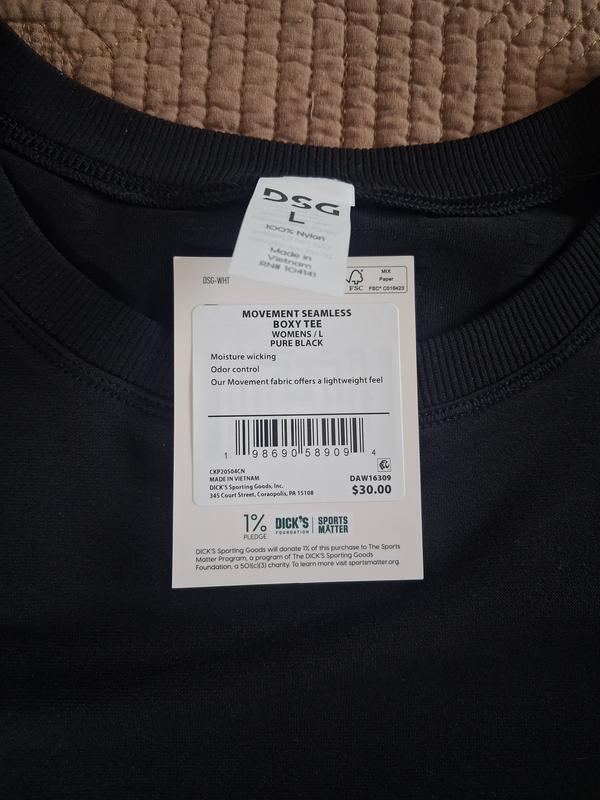 DSG
L
100% Nylon
Made in
Vietnam
RN# 104141
DSG-WHT
FSC
MIX
Paper
FSC® C016423
MOVEMENT SEAMLESS
BOXY TEE
WOMENS / L
PURE BLACK
Moisture wicking
Odor control
Our Movement fabric offers a lightweight feel
1 98690 58909 4
CKP20504CN
MADE IN VIETNAM
DICK'S Sporting Goods, Inc.
345 Court Street, Coraopolis, PA 15108
DAW16309
$30.00
1%
PLEDGE
DICK'S
FOUNDATION
SPORTS
MATTER
DICK'S Sporting Goods will donate 1% of this purchase to The Sports
Matter Program, a program of The DICK'S Sporting Goods
Foundation, a 501(c)(3) charity. To learn more visit sportsmatter.org.